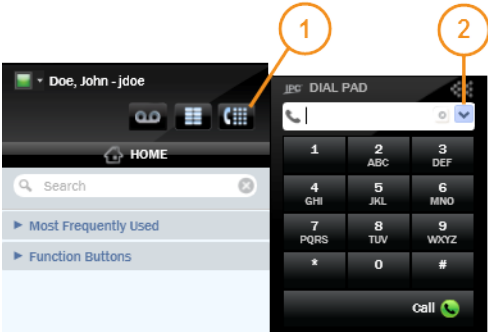 1
2
Doe, John - jdoe
HOME
Search
Most Frequently Used
Function Buttons
IPC DIAL PAD
1 2 3
ABC DEF
4 5 6
GHI JKL MNO
7 8 9
PQRS TUV WXYZ
* 0 #
Call